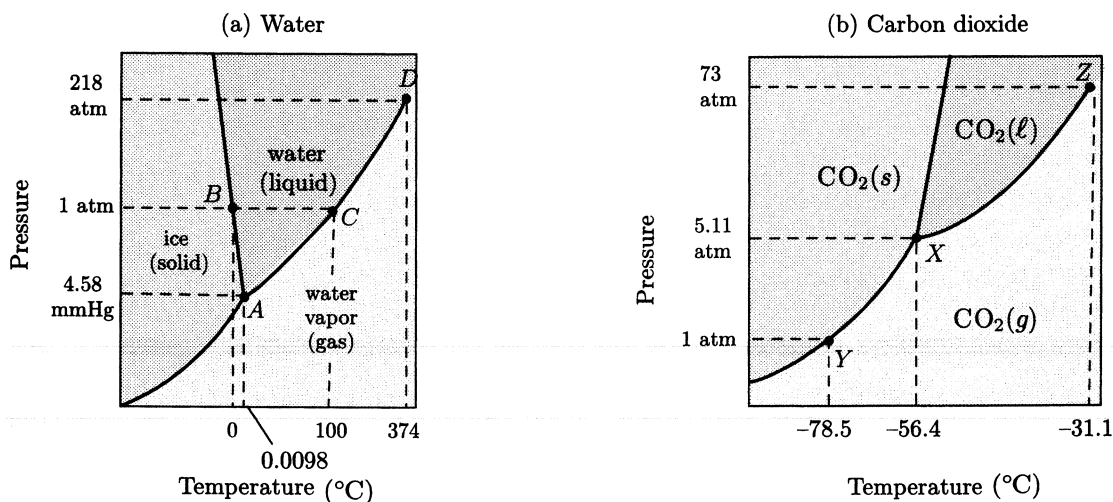 (a) Water
218
atm
D
water
(liquid)
B
1 atm
C
ice
(solid)
4.58
mmHg
A
water
vapor
(gas)
Pressure
0
100
374
0.0098
Temperature (°C)
(b) Carbon dioxide
73
atm
Z
CO₂(ℓ)
CO₂(s)
5.11
atm
X
CO₂(g)
1 atm
Y
Pressure
−78.5
−56.4
−31.1
Temperature (°C)